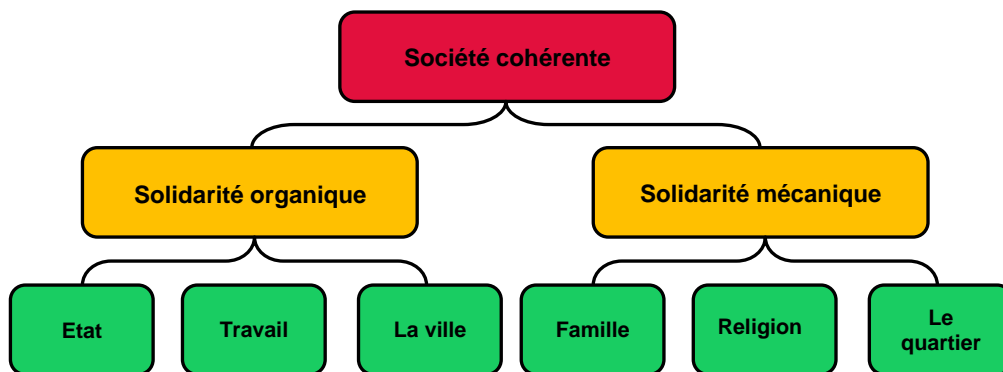 Société cohérente
Solidarité organique
Solidarité mécanique
Etat
Travail
La ville
Famille
Religion
Le
quartier